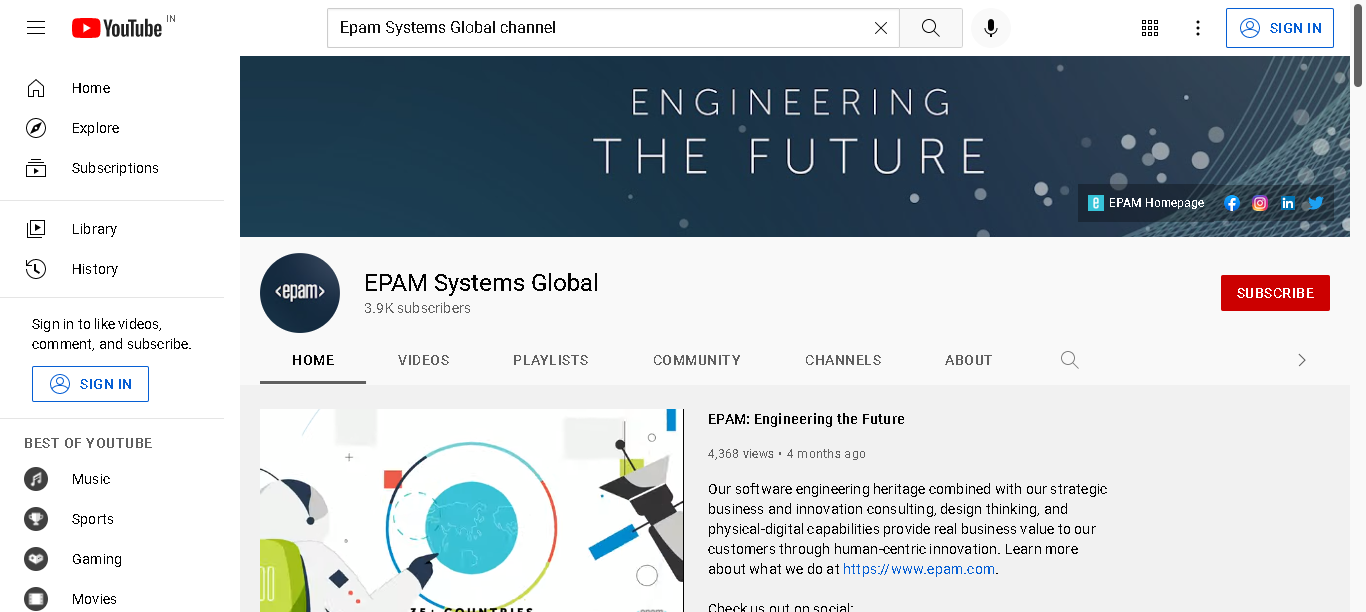 YouTube IN
Epam Systems Global channel
SIGN IN
Home
Explore
Subscriptions
Library
History
Sign in to like videos,
comment, and subscribe.
SIGN IN
BEST OF YOUTUBE
Music
Sports
Gaming
Movies
ENGINEERING
THE FUTURE
EPAM Homepage
<epam>
EPAM Systems Global
3.9K subscribers
SUBSCRIBE
HOME
VIDEOS
PLAYLISTS
COMMUNITY
CHANNELS
ABOUT
35+ COUNTRIES
EPAM: Engineering the Future
4,368 views • 4 months ago
Our software engineering heritage combined with our strategic
business and innovation consulting, design thinking, and
physical-digital capabilities provide real business value to our
customers through human-centric innovation. Learn more
about what we do at https://www.epam.com.
Check us out on social: